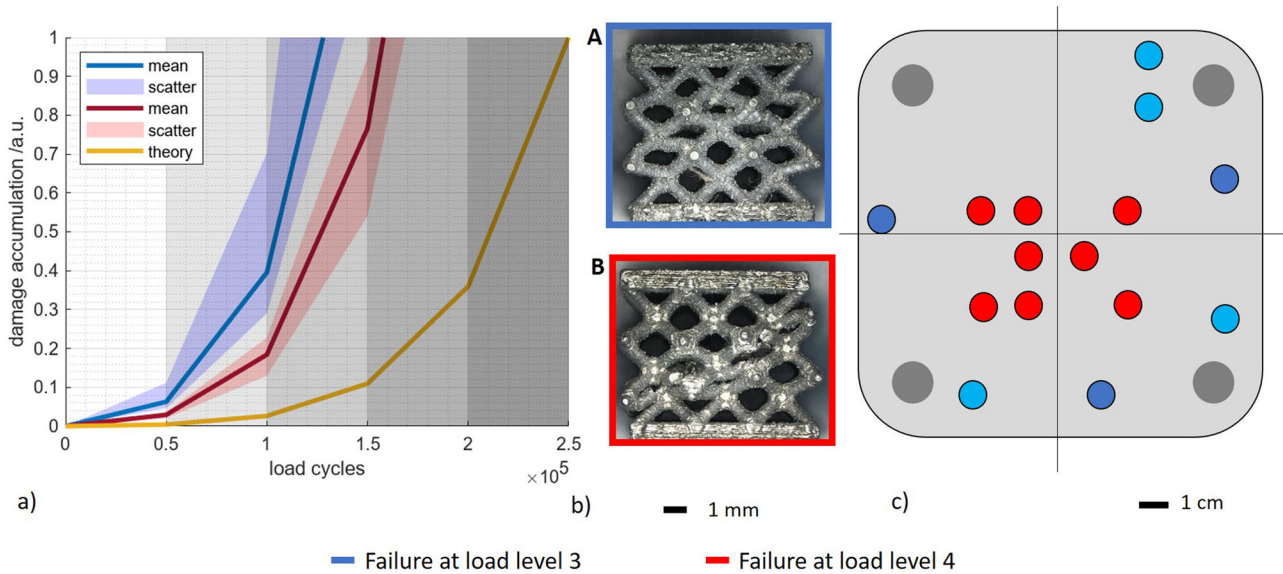 1
0.9
0.8
0.7
0.6
0.5
0.4
0.3
0.2
0.1
0
damage accumulation /a.u.
mean
scatter
mean
scatter
theory
0 0.5 1 1.5 2 2.5
×10⁵
load cycles
a)
A
B
b)
1 mm
c)
1 cm
Failure at load level 3
Failure at load level 4